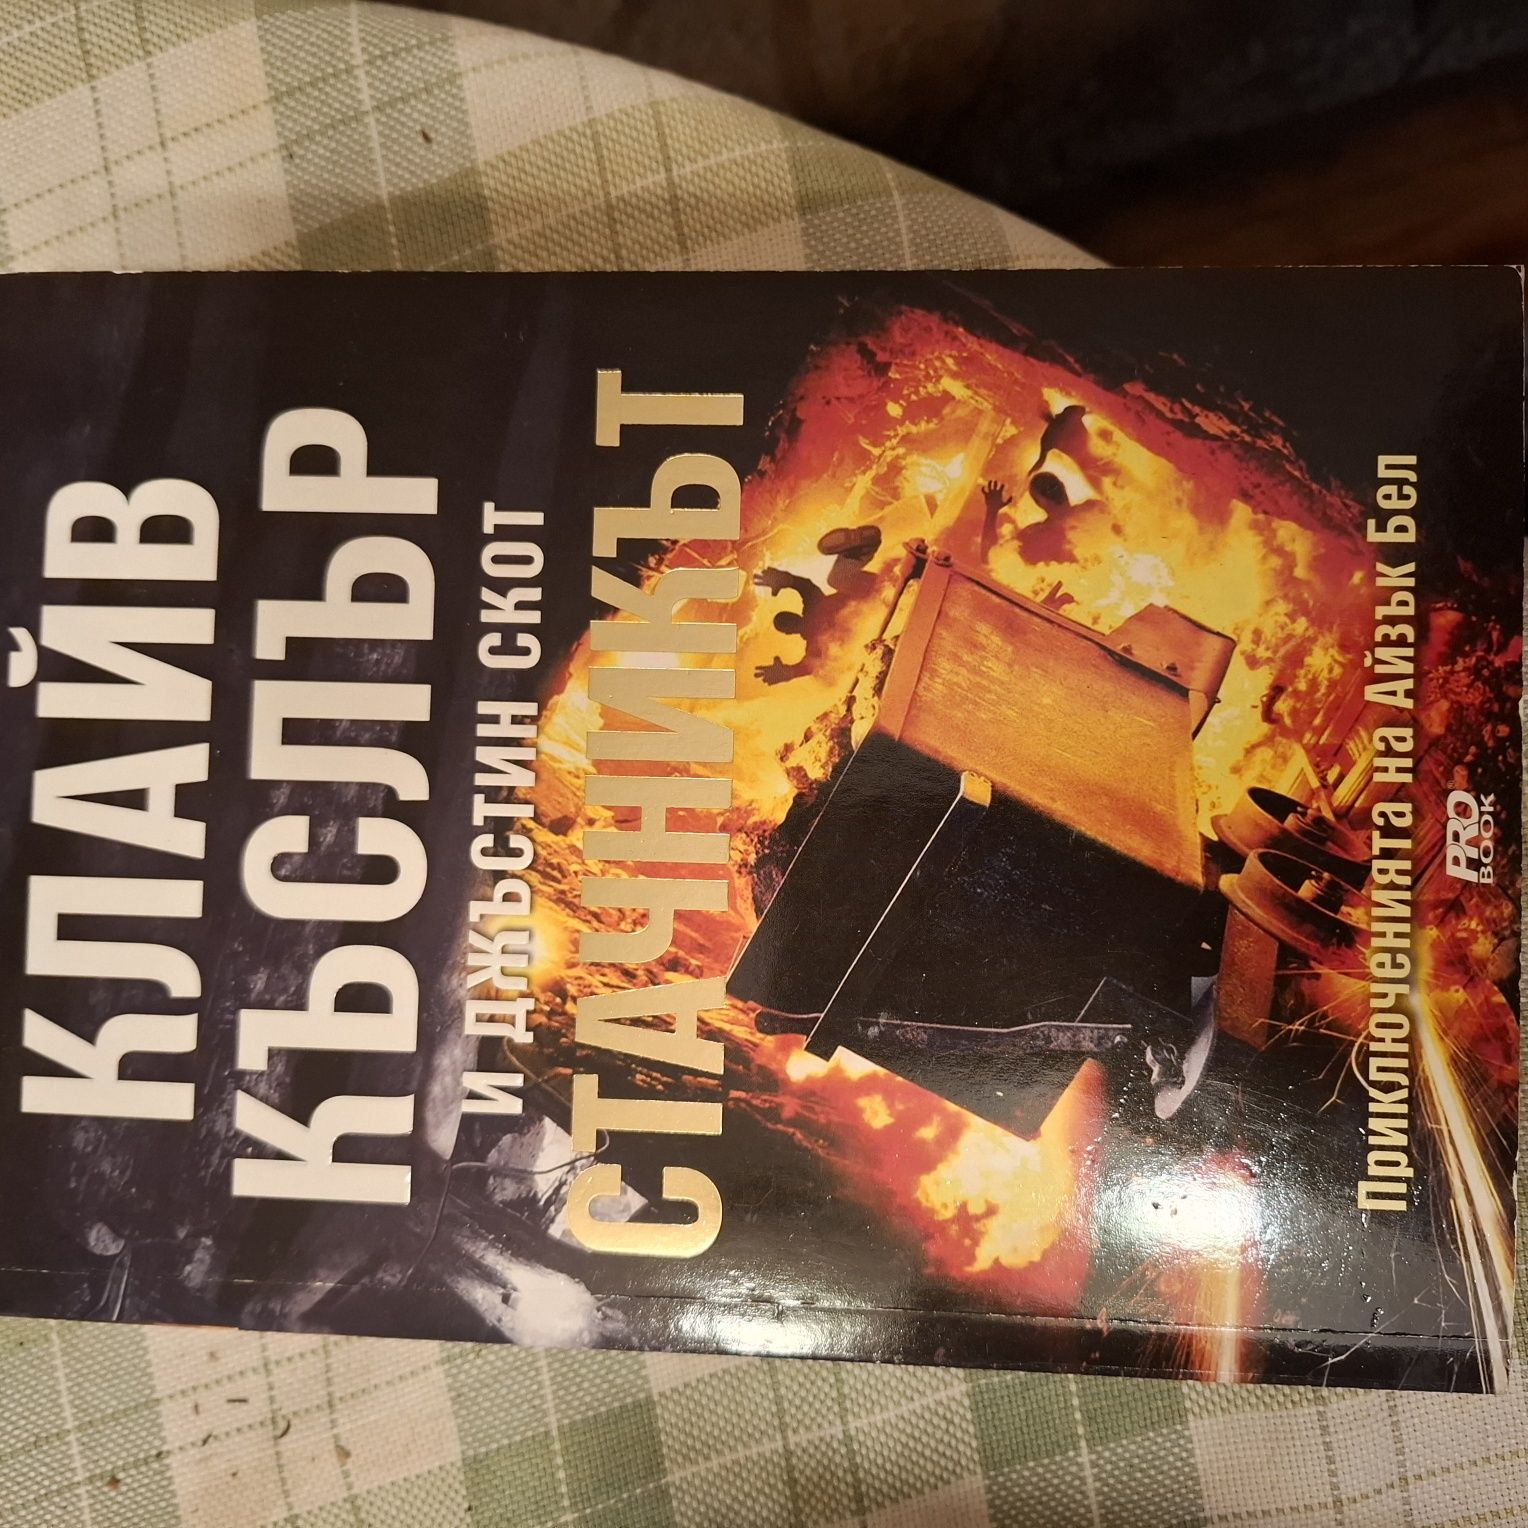 КЛАЙВ
КЪСЛЪР
И ДЖЪСТИН СКОТ
СТАЧНИКЪТ
Приключенията на Айзък Бел
PRO®
BOOK